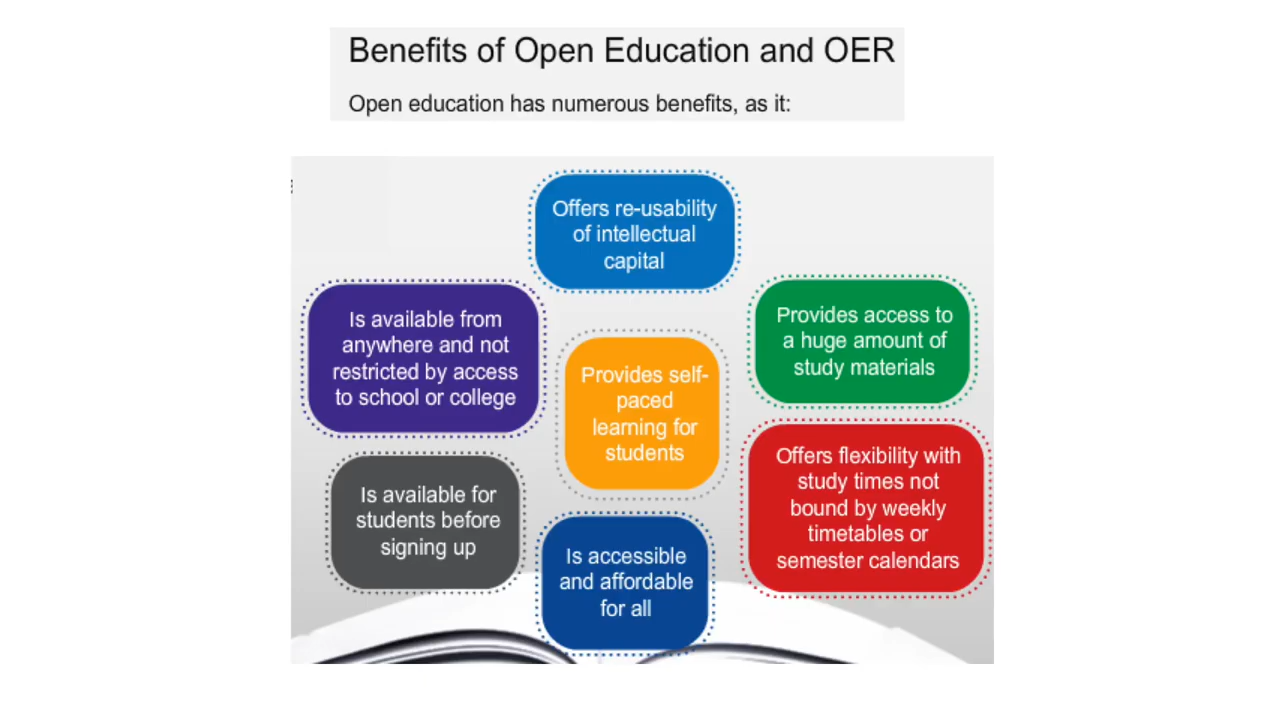 Benefits of Open Education and OER
Open education has numerous benefits, as it:
Offers re-usability
of intellectual
capital
Is available from
anywhere and not
restricted by access
to school or college
Provides self-
paced
learning for
students
Provides access to
a huge amount of
study materials
Is available for
students before
signing up
Is accessible
and affordable
for all
Offers flexibility with
study times not
bound by weekly
timetables or
semester calendars